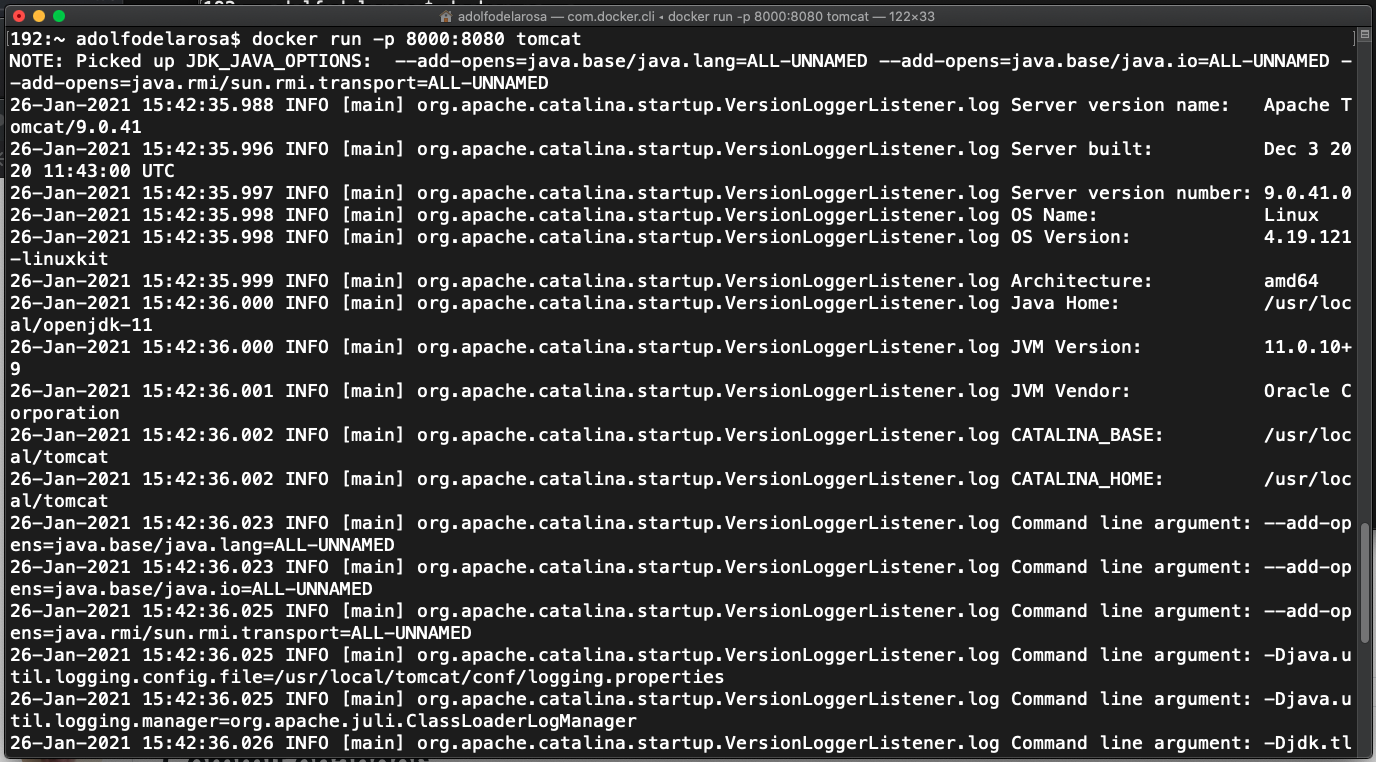 adolfodelarosa — com.docker.cli ◂ docker run -p 8000:8080 tomcat — 122×33
[192:~ adolfodelarosa$ docker run -p 8000:8080 tomcat ]
NOTE: Picked up JDK_JAVA_OPTIONS:  --add-opens=java.base/java.lang=ALL-UNNAMED --add-opens=java.base/java.io=ALL-UNNAMED -
-add-opens=java.rmi/sun.rmi.transport=ALL-UNNAMED
26-Jan-2021 15:42:35.988 INFO [main] org.apache.catalina.startup.VersionLoggerListener.log Server version name:   Apache T
omcat/9.0.41
26-Jan-2021 15:42:35.996 INFO [main] org.apache.catalina.startup.VersionLoggerListener.log Server built:          Dec 3 20
20 11:43:00 UTC
26-Jan-2021 15:42:35.997 INFO [main] org.apache.catalina.startup.VersionLoggerListener.log Server version number: 9.0.41.0
26-Jan-2021 15:42:35.998 INFO [main] org.apache.catalina.startup.VersionLoggerListener.log OS Name:               Linux
26-Jan-2021 15:42:35.998 INFO [main] org.apache.catalina.startup.VersionLoggerListener.log OS Version:            4.19.121
-linuxkit
26-Jan-2021 15:42:35.999 INFO [main] org.apache.catalina.startup.VersionLoggerListener.log Architecture:          amd64
26-Jan-2021 15:42:36.000 INFO [main] org.apache.catalina.startup.VersionLoggerListener.log Java Home:             /usr/loc
al/openjdk-11
26-Jan-2021 15:42:36.000 INFO [main] org.apache.catalina.startup.VersionLoggerListener.log JVM Version:           11.0.10+
9
26-Jan-2021 15:42:36.001 INFO [main] org.apache.catalina.startup.VersionLoggerListener.log JVM Vendor:            Oracle C
orporation
26-Jan-2021 15:42:36.002 INFO [main] org.apache.catalina.startup.VersionLoggerListener.log CATALINA_BASE:         /usr/loc
al/tomcat
26-Jan-2021 15:42:36.002 INFO [main] org.apache.catalina.startup.VersionLoggerListener.log CATALINA_HOME:         /usr/loc
al/tomcat
26-Jan-2021 15:42:36.023 INFO [main] org.apache.catalina.startup.VersionLoggerListener.log Command line argument: --add-op
ens=java.base/java.lang=ALL-UNNAMED
26-Jan-2021 15:42:36.023 INFO [main] org.apache.catalina.startup.VersionLoggerListener.log Command line argument: --add-op
ens=java.base/java.io=ALL-UNNAMED
26-Jan-2021 15:42:36.025 INFO [main] org.apache.catalina.startup.VersionLoggerListener.log Command line argument: --add-op
ens=java.rmi/sun.rmi.transport=ALL-UNNAMED
26-Jan-2021 15:42:36.025 INFO [main] org.apache.catalina.startup.VersionLoggerListener.log Command line argument: -Djava.u
til.logging.config.file=/usr/local/tomcat/conf/logging.properties
26-Jan-2021 15:42:36.025 INFO [main] org.apache.catalina.startup.VersionLoggerListener.log Command line argument: -Djava.u
til.logging.manager=org.apache.juli.ClassLoaderLogManager
26-Jan-2021 15:42:36.026 INFO [main] org.apache.catalina.startup.VersionLoggerListener.log Command line argument: -Djdk.tl